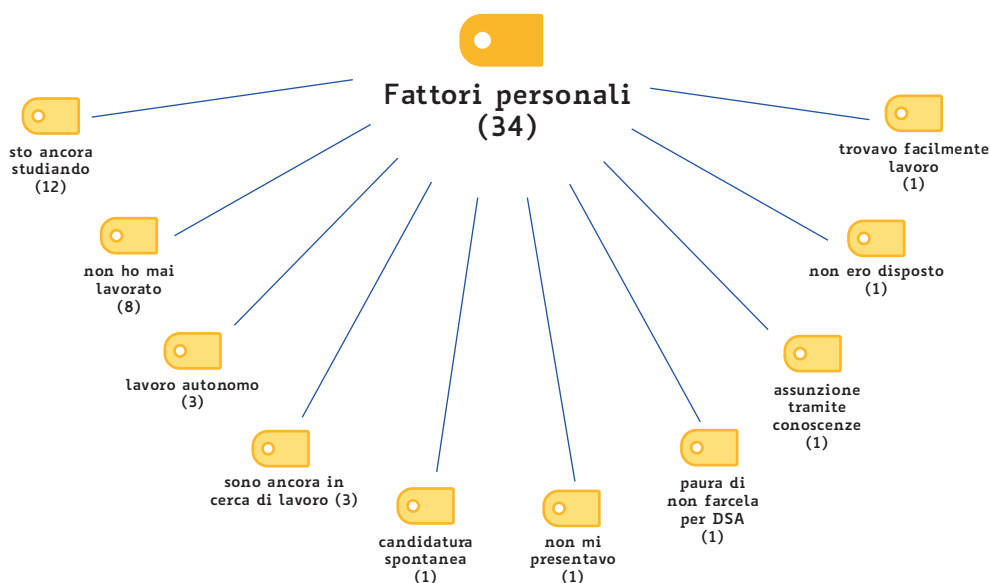 Fattori personali
(34)
sto ancora
studiando
(12)
non ho mai
lavorato
(8)
lavoro autonomo
(3)
sono ancora in
cerca di lavoro (3)
candidatura
spontanea
(1)
non mi
presentavo
(1)
paura di
non farcela
per DSA
(1)
assunzione
tramite
conoscenze
(1)
non ero disposto
(1)
trovavo facilmente
lavoro
(1)